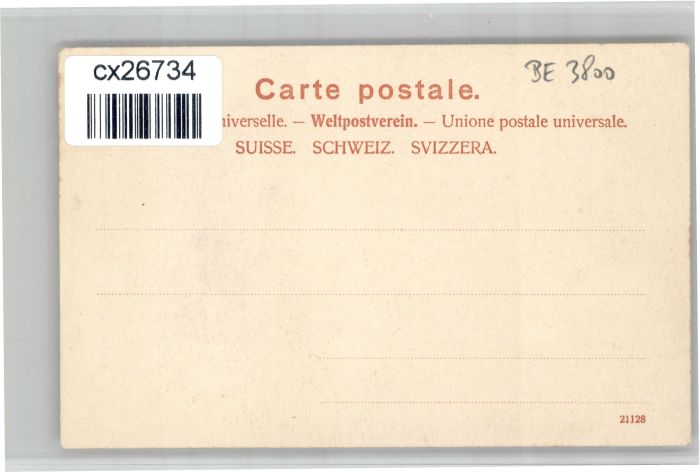 cx26734
BE 3800
Carte postale.
niverselle. — Weltpostverein. — Unione postale universale.
SUISSE. SCHWEIZ. SVIZZERA.
21128